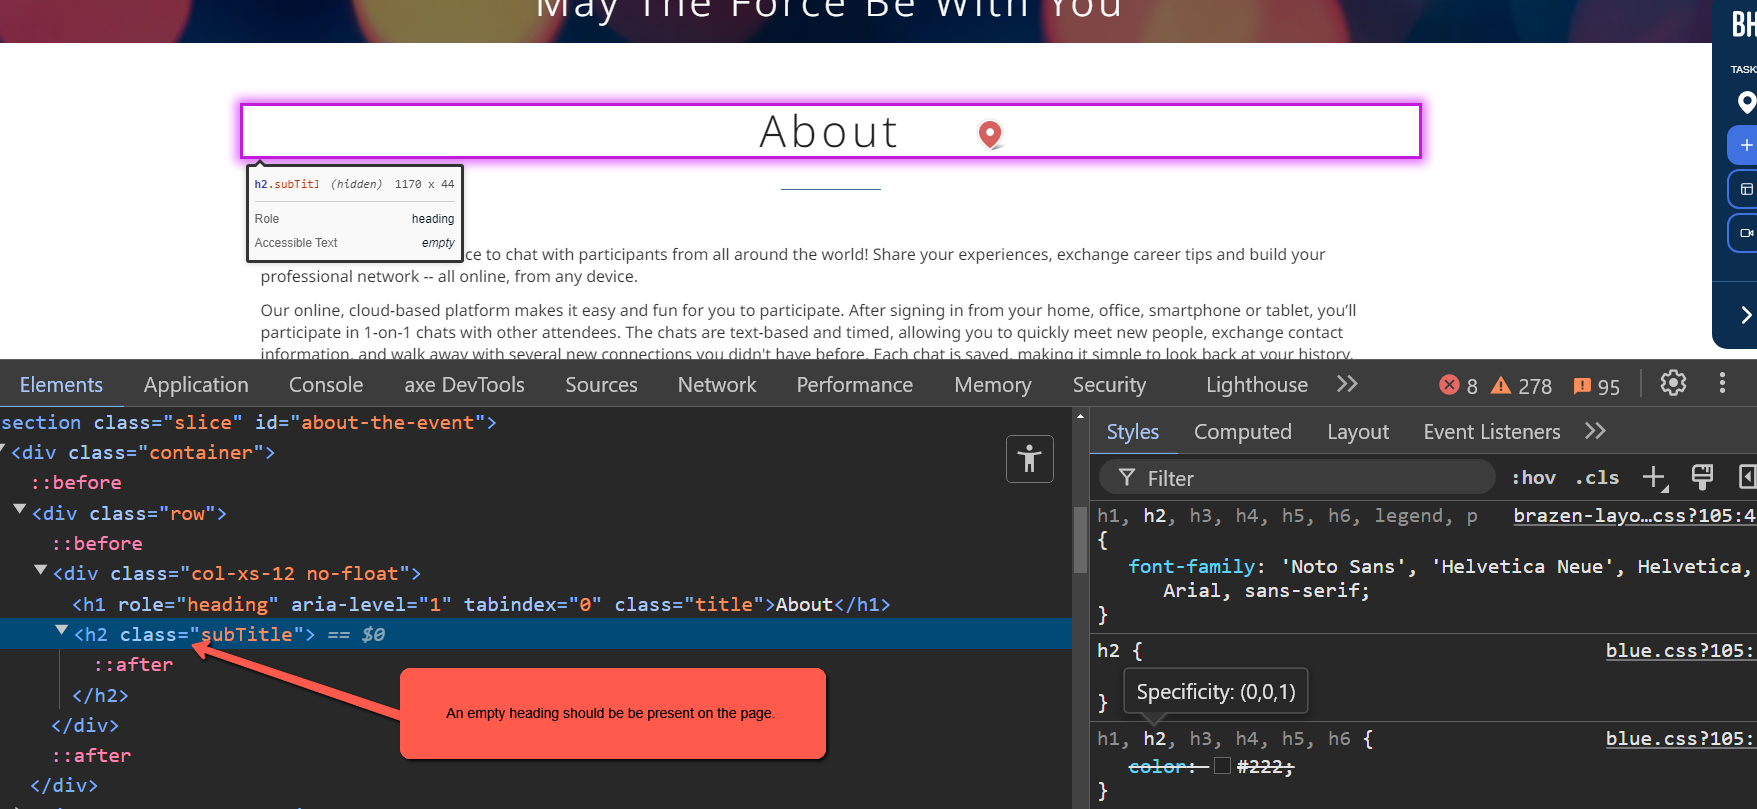 May The Force Be With You
BH
TASK
About
h2.subTitl (hidden) 1170 x 44
Role heading
Accessible Text empty
ce to chat with participants from all around the world! Share your experiences, exchange career tips and build your
professional network -- all online, from any device.
Our online, cloud-based platform makes it easy and fun for you to participate. After signing in from your home, office, smartphone or tablet, you’ll
participate in 1-on-1 chats with other attendees. The chats are text-based and timed, allowing you to quickly meet new people, exchange contact
information, and walk away with several new connections you didn't have before. Each chat is saved, making it simple to look back at your history.
Elements Application Console axe DevTools Sources Network Performance Memory Security Lighthouse >> 8 278 95
section class="slice" id="about-the-event">
<div class="container">
::before
<div class="row">
::before
<div class="col-xs-12 no-float">
<h1 role="heading" aria-level="1" tabindex="0" class="title">About</h1>
<h2 class="subTitle"> == $0
::after
</h2>
</div>
::after
</div>
An empty heading should be be present on the page.
Styles Computed Layout Event Listeners >>
Filter :hov .cls
h1, h2, h3, h4, h5, h6, legend, p brazen-layo…css?105:4
{
font-family: 'Noto Sans', 'Helvetica Neue', Helvetica,
Arial, sans-serif;
}
h2 { blue.css?105:
}
Specificity: (0,0,1)
h1, h2, h3, h4, h5, h6 { blue.css?105:
color: #222;
}